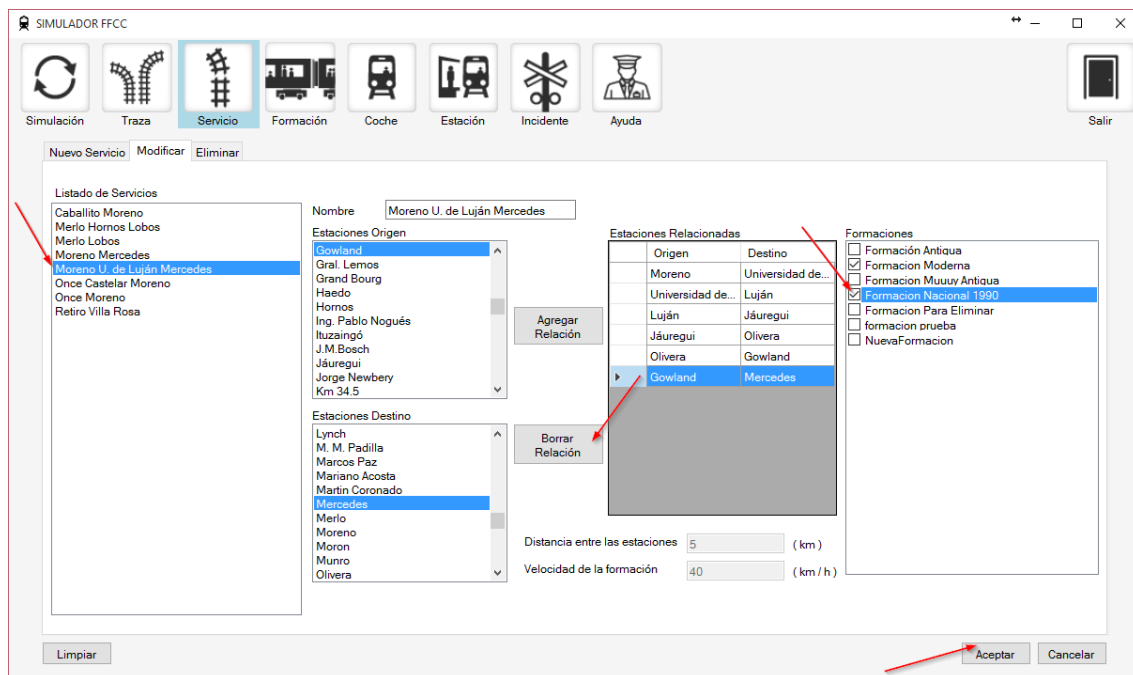 SIMULADOR FFCC
Simulación
Traza
Servicio
Formación
Coche
Estación
Incidente
Ayuda
Salir
Nuevo Servicio
Modificar
Eliminar
Listado de Servicios
Caballito Moreno
Merlo Hornos Lobos
Merlo Lobos
Moreno Mercedes
Moreno U. de Luján Mercedes
Once Castelar Moreno
Once Moreno
Retiro Villa Rosa
Nombre
Moreno U. de Luján Mercedes
Estaciones Origen
Gowland
Gral. Lemos
Grand Bourg
Haedo
Hornos
Ing. Pablo Nogués
Ituzaingó
J.M.Bosch
Jáuregui
Jorge Newbery
Km 34.5
Estaciones Destino
Lynch
M. M. Padilla
Marcos Paz
Mariano Acosta
Martin Coronado
Mercedes
Merlo
Moreno
Moron
Munro
Olivera
Agregar
Relación
Borrar
Relación
Estaciones Relacionadas
Origen Destino
Moreno Universidad de...
Universidad de... Luján
Luján Jáuregui
Jáuregui Olivera
Olivera Gowland
Gowland Mercedes
Distancia entre las estaciones 5 ( km )
Velocidad de la formación 40 ( km / h )
Formaciones
Formación Antigua
Formacion Moderna
Formacion Muuuy Antigua
Formacion Nacional 1990
Formacion Para Eliminar
formacion prueba
NuevaFormacion
Limpiar
Aceptar
Cancelar